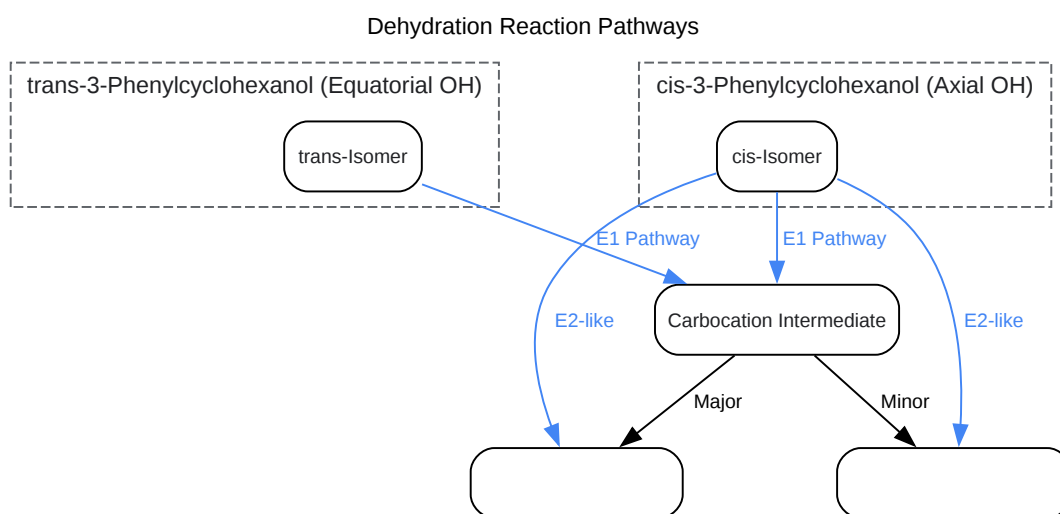 Dehydration Reaction Pathways
trans-3-Phenylcyclohexanol (Equatorial OH)
cis-3-Phenylcyclohexanol (Axial OH)
trans-Isomer
cis-Isomer
E1 Pathway
E1 Pathway
E2-like
Carbocation Intermediate
E2-like
Major
Minor